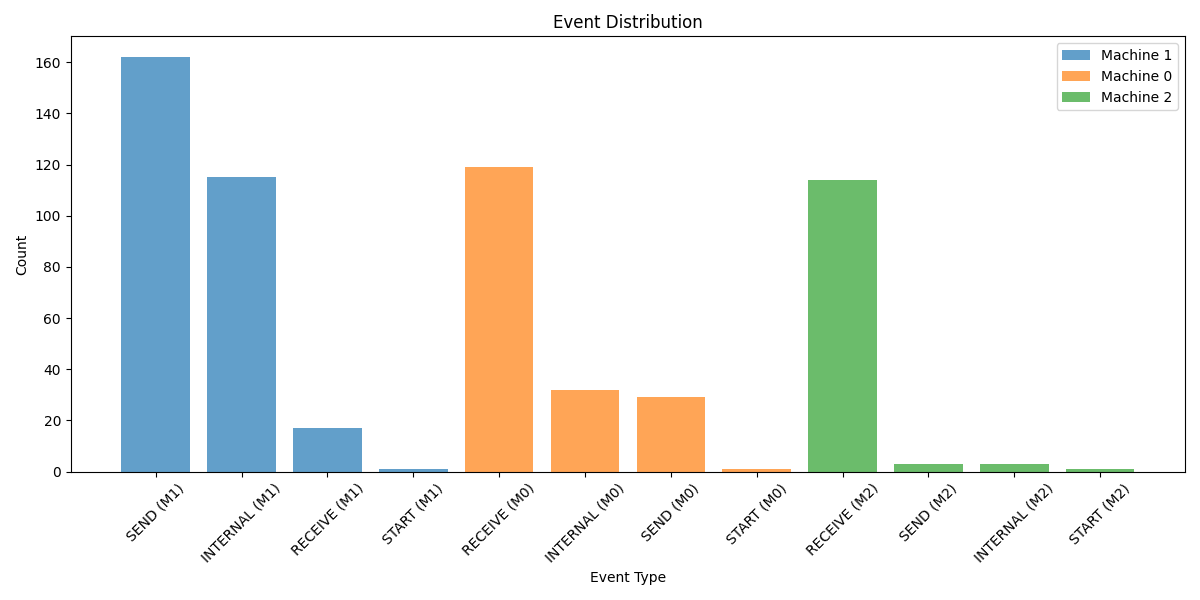 Event Distribution
Machine 1
Machine 0
Machine 2
Count
160
140
120
100
80
60
40
20
0
SEND (M1)
INTERNAL (M1)
RECEIVE (M1)
START (M1)
RECEIVE (M0)
INTERNAL (M0)
SEND (M0)
START (M0)
RECEIVE (M2)
SEND (M2)
INTERNAL (M2)
START (M2)
Event Type